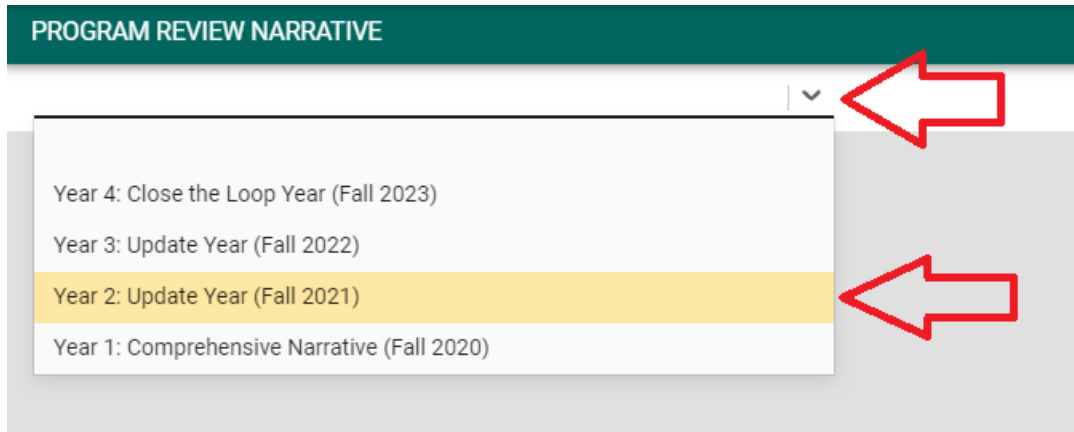 PROGRAM REVIEW NARRATIVE
Year 4: Close the Loop Year (Fall 2023)
Year 3: Update Year (Fall 2022)
Year 2: Update Year (Fall 2021)
Year 1: Comprehensive Narrative (Fall 2020)